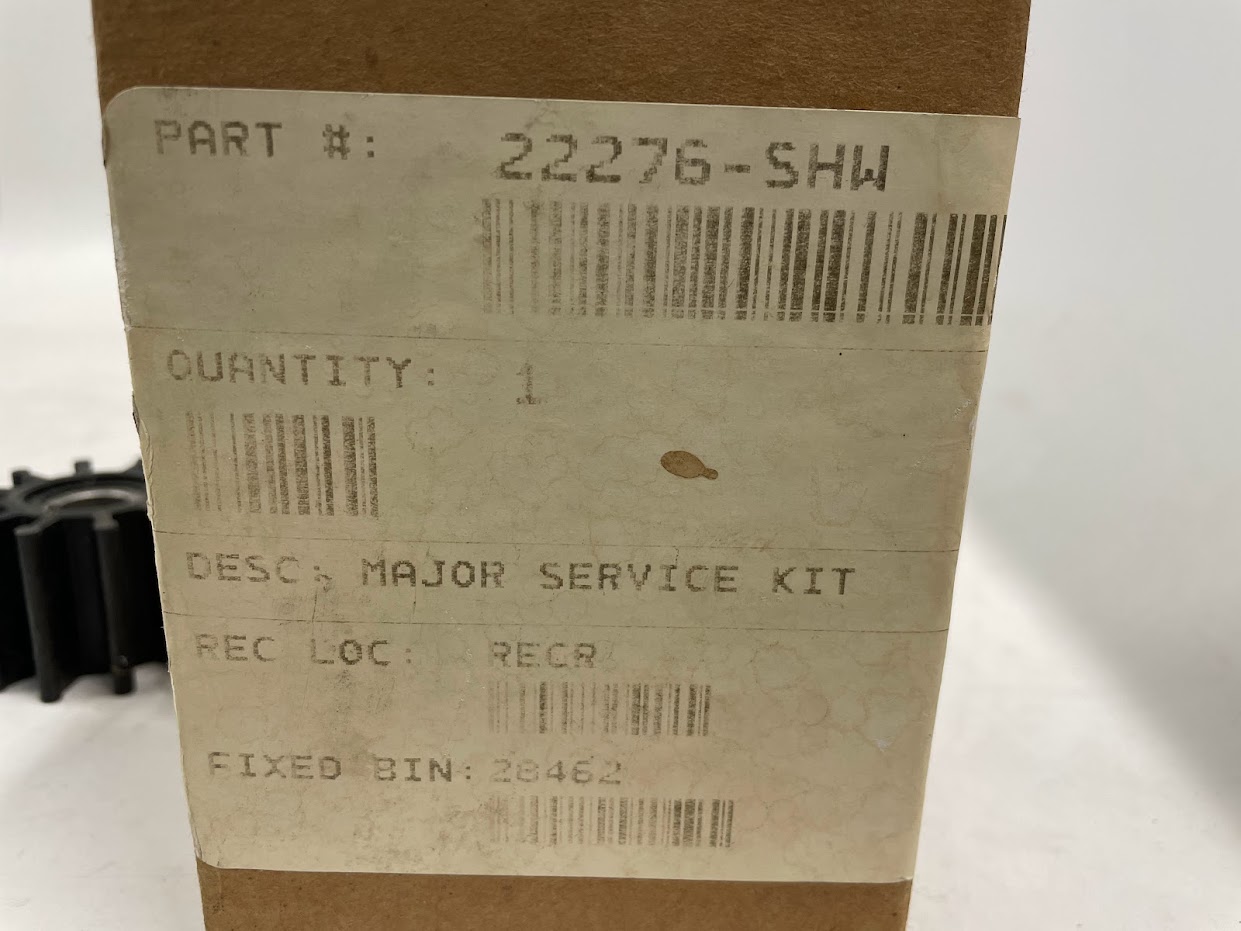 PART #: 22276-SHW
QUANTITY: 1
DESC: MAJOR SERVICE KIT
REC LOC: RECR
FIXED BIN: 28462